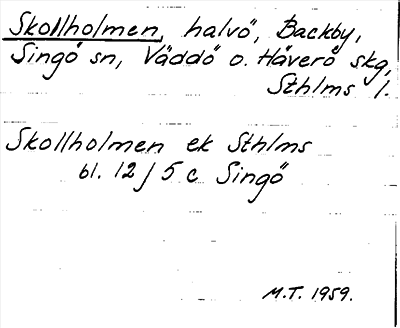 Skollholmen, halvö, Backby,
Singö sn, Väddö o. Häverö skg,
Sthlms l.
Skollholmen ek Sthlms
bl. 12 / 5 c Singö
M.T. 1959.